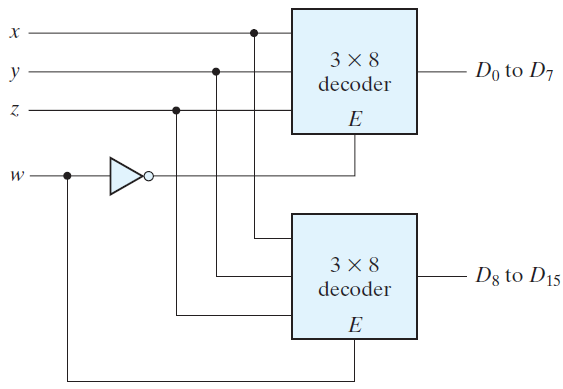 x
3 × 8
decoder
E
D₀ to D₇
y
z
w
3 × 8
decoder
E
D₈ to D₁₅